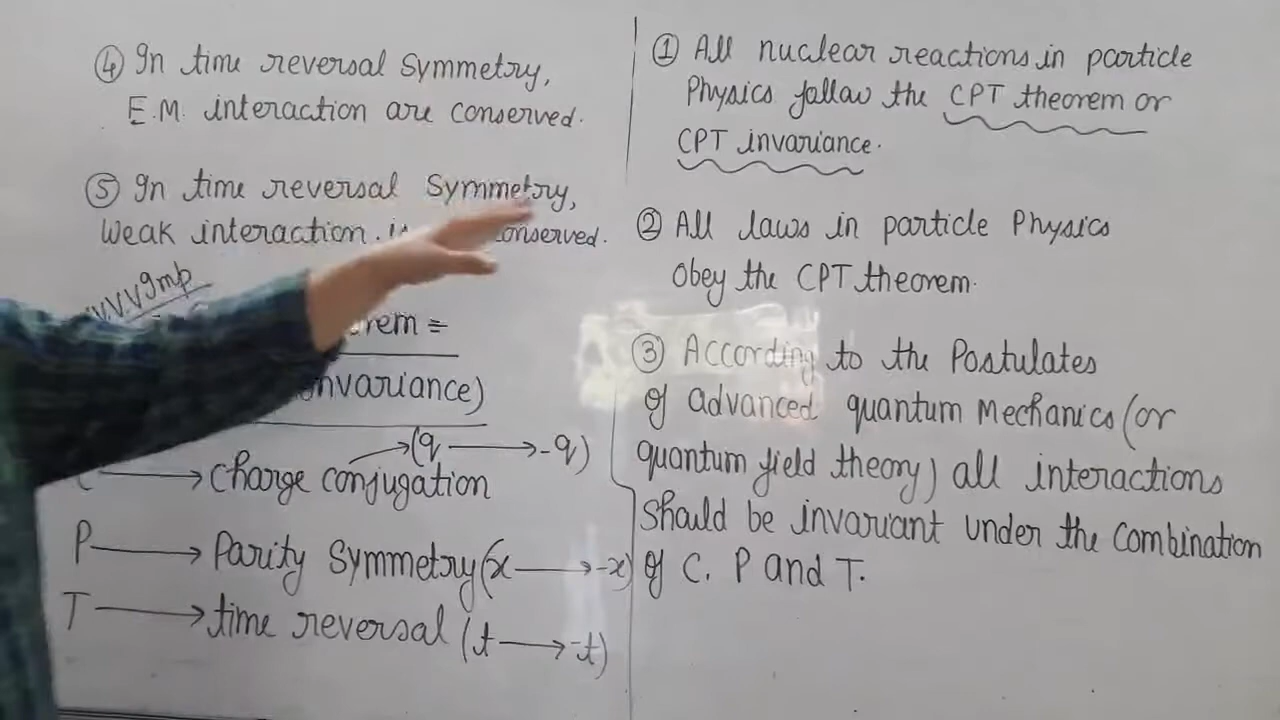 ④ In time reversal Symmetry,
E.M. interaction are conserved.
⑤ In time reversal Symmetry,
Weak interaction conserved.
V.V.V Imp
=
nvariance)
→ (q → -q)
→ Charge conjugation
P → Parity Symmetry (x → -x)
T → time reversal (t → -t)
① All nuclear reactions in particle
Physics follow the CPT theorem or
CPT invariance.
② All laws in particle Physics
obey the CPT theorem.
③ According to the Postulates
of advanced quantum Mechanics (or
quantum field theory) all interactions
should be invariant under the Combination
of C, P and T.